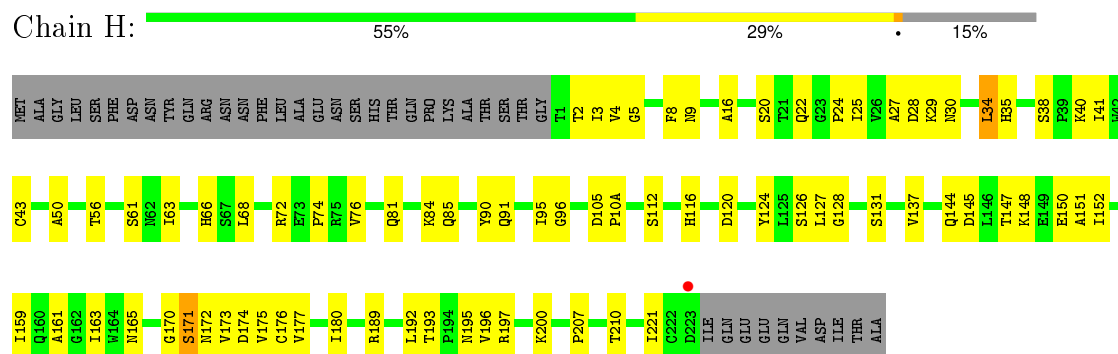 Chain H:
55% 29% • 15%
MET ALA GLY LEU SER PHE ASP ASN TYR GLN ARG ASN ASN PHE LEU ALA GLU ASN SER HIS THR GLN PRO LYS ALA THR SER THR GLY T1 T2 I3 V4 G5 F8 N9 A16 S20 T21 Q22 G23 P24 I25 V26 A27 D28 K29 N30 L34 H35 S38 P39 K40 I41 W42
C43 A50 T56 S61 N62 I63 H66 S67 L68 R72 E73 P74 R75 V76 Q81 K84 Q85 Y90 Q91 I95 G96 D105 P10A S112 H116 D120 Y124 L125 S126 L127 G128 S131 V137 Q144 D145 L146 T147 K148 E149 E150 A151 I152
I159 Q160 A161 G162 I163 W164 N165 G170 S171 N172 V173 D174 V175 C176 V177 I180 R189 L192 T193 P194 N195 V196 R197 K200 P207 T210 I221 C222 D223 ILE GLU GLU GLU GLN VAL ASP ILE THR ALA